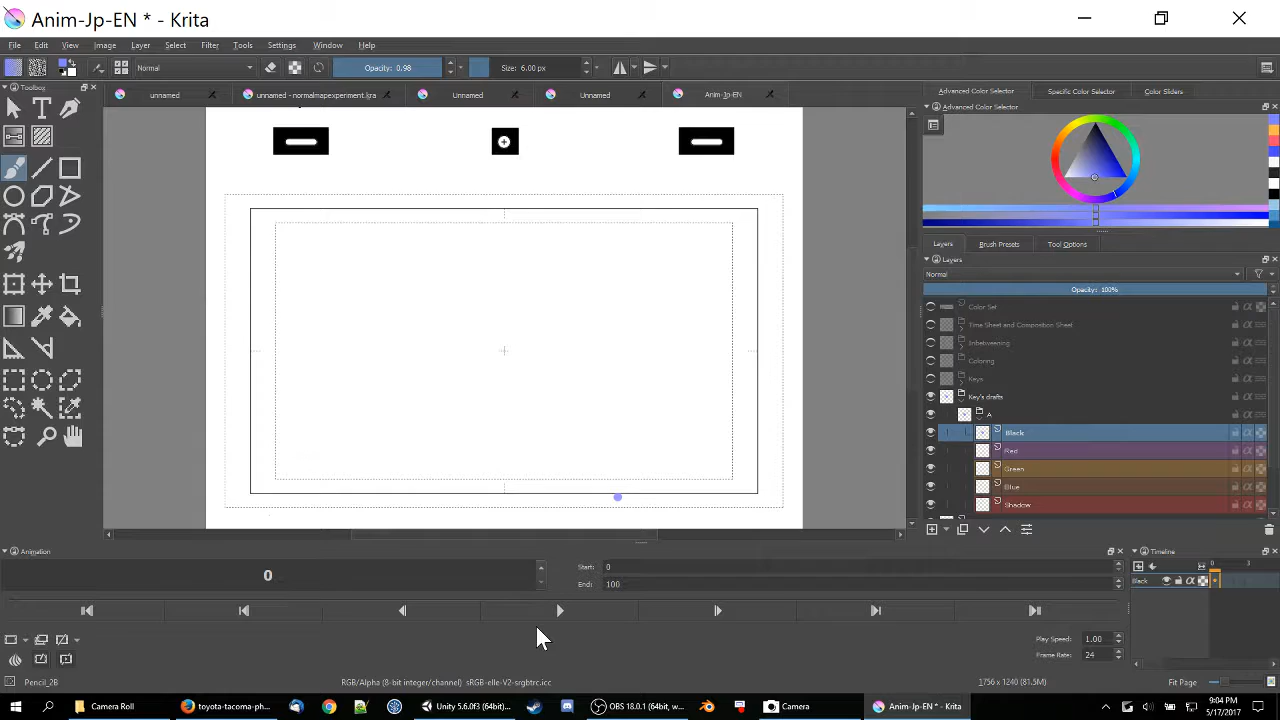 Anim-Jp-EN * - Krita
File Edit View Image Layer Select Filter Tools Settings Window Help
Normal Opacity: 0.98 Size: 6.00 px
Toolbox unnamed unnamed - normalmapexperiment.kra Unnamed Unnamed Anim-Jp-EN
Advanced Color Selector Specific Color Selector Color Sliders
Advanced Color Selector
Layers Brush Presets Tool Options
Layers
Normal
Opacity: 100%
Color Set
Time Sheet and Composition Sheet
Inbetweening
Coloring
Keys
Key's drafts
A
Black
Red
Green
Blue
Shadow
Animation
0
Start: 0
End: 100
Timeline
0 3
Black
Play Speed: 1.00
Frame Rate: 24
Pencil_2B RGB/Alpha (8-bit integer/channel) sRGB-elle-V2-srgbtrc.icc 1756 x 1240 (81.5M) Fit Page
Camera Roll toyota-tacoma-ph... Unity 5.6.0f3 (64bit)... OBS 18.0.1 (64bit, w... Camera Anim-Jp-EN * - Krita
9:04 PM
5/17/2017